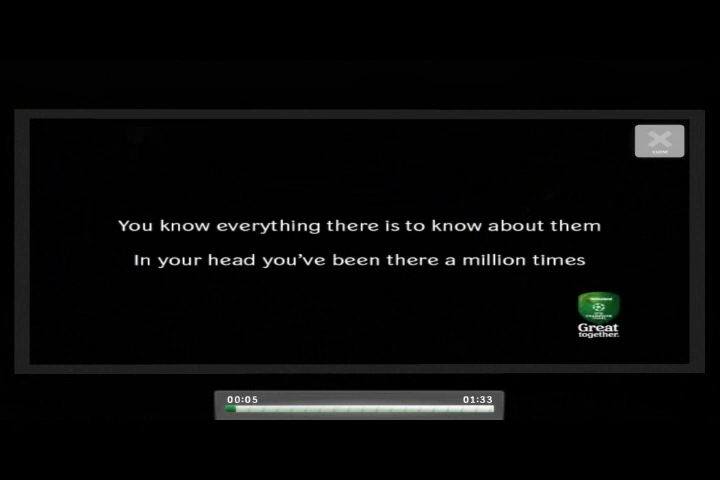 You know everything there is to know about them
In your head you've been there a million times
Heineken
Great
together.
00:05 01:33